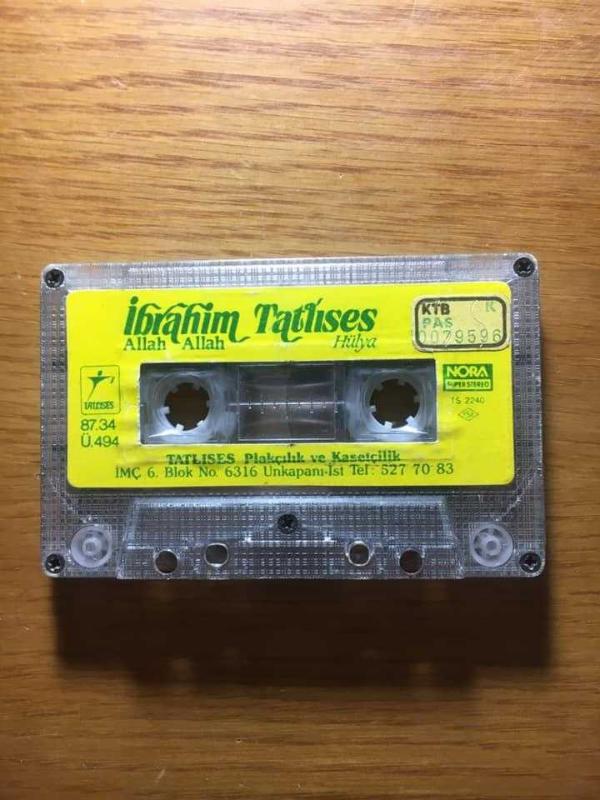 İbrahim Tatlıses
Allah Allah
Hülya
KTB K
PAS
0079596
TATLISES
87.34
Ü.494
NORA
SUPER STEREO
TS 2240
TATLISES Plakçılık ve Kasetçilik
İMÇ 6. Blok No. 6316 Unkapanı-İst Tel: 527 70 83